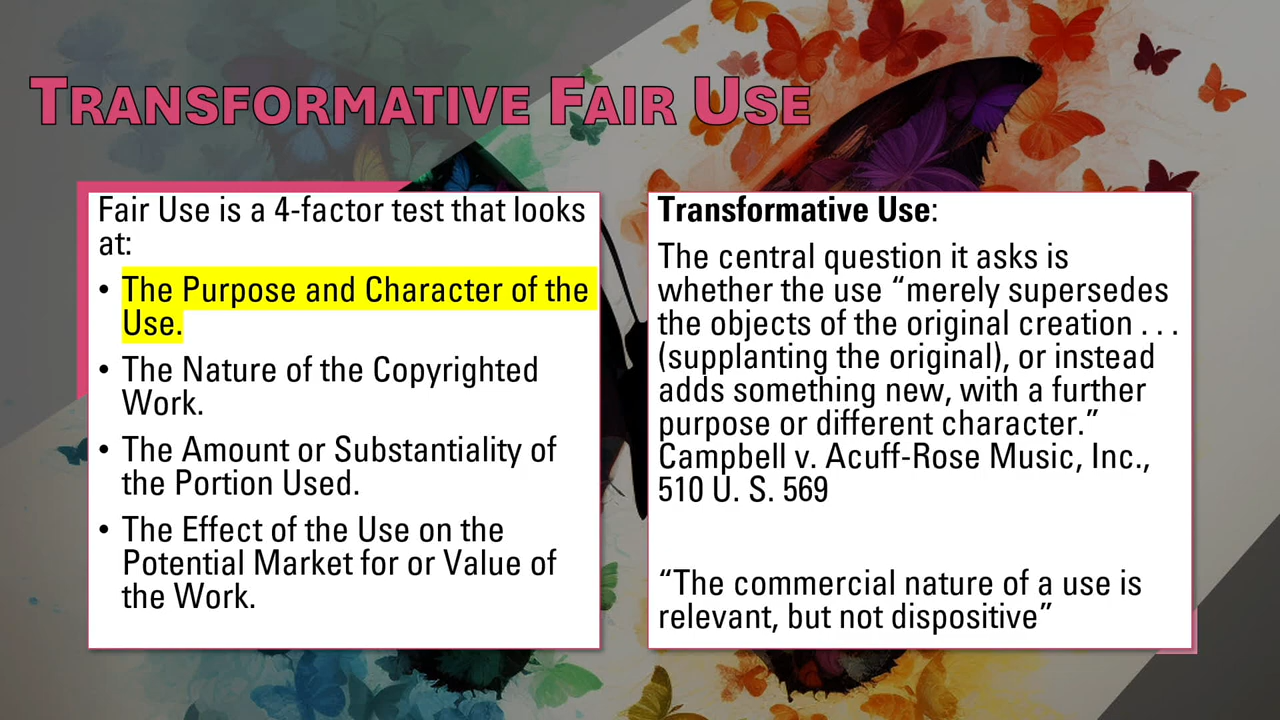 TRANSFORMATIVE FAIR USE
Fair Use is a 4-factor test that looks
at:
• The Purpose and Character of the
Use.
• The Nature of the Copyrighted
Work.
• The Amount or Substantiality of
the Portion Used.
• The Effect of the Use on the
Potential Market for or Value of
the Work.
Transformative Use:
The central question it asks is
whether the use “merely supersedes
the objects of the original creation . . .
(supplanting the original), or instead
adds something new, with a further
purpose or different character.”
Campbell v. Acuff-Rose Music, Inc.,
510 U. S. 569
“The commercial nature of a use is
relevant, but not dispositive”